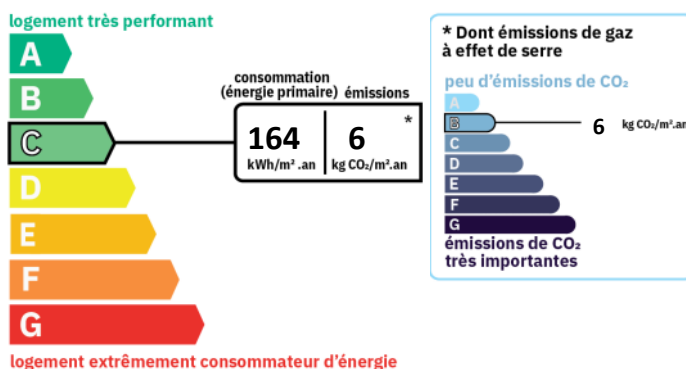 logement très performant
A
B
C
D
E
F
G
logement extrêmement consommateur d'énergie
consommation
(énergie primaire) émissions
*
164 6
kWh/m² .an kg CO₂/m².an
* Dont émissions de gaz
à effet de serre
peu d'émissions de CO₂
A
B 6 kg CO₂/m².an
C
D
E
F
G
émissions de CO₂
très importantes